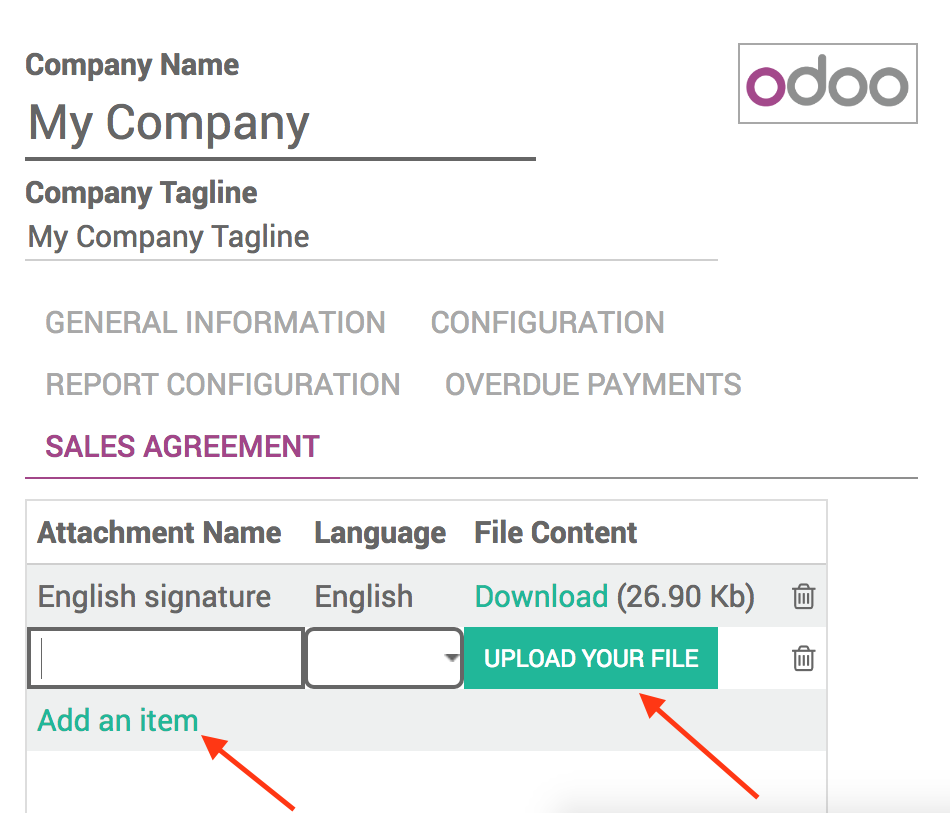 Company Name
odoo
My Company
Company Tagline
My Company Tagline
GENERAL INFORMATION CONFIGURATION
REPORT CONFIGURATION OVERDUE PAYMENTS
SALES AGREEMENT
Attachment Name Language File Content
English signature English Download (26.90 Kb)
UPLOAD YOUR FILE
Add an item